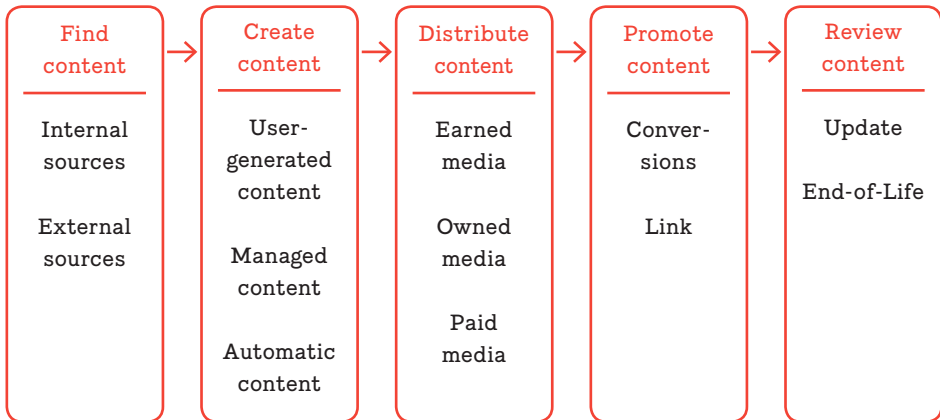 Find
content
Internal
sources
External
sources
Create
content
User-
generated
content
Managed
content
Automatic
content
Distribute
content
Earned
media
Owned
media
Paid
media
Promote
content
Conver-
sions
Link
Review
content
Update
End-of-Life